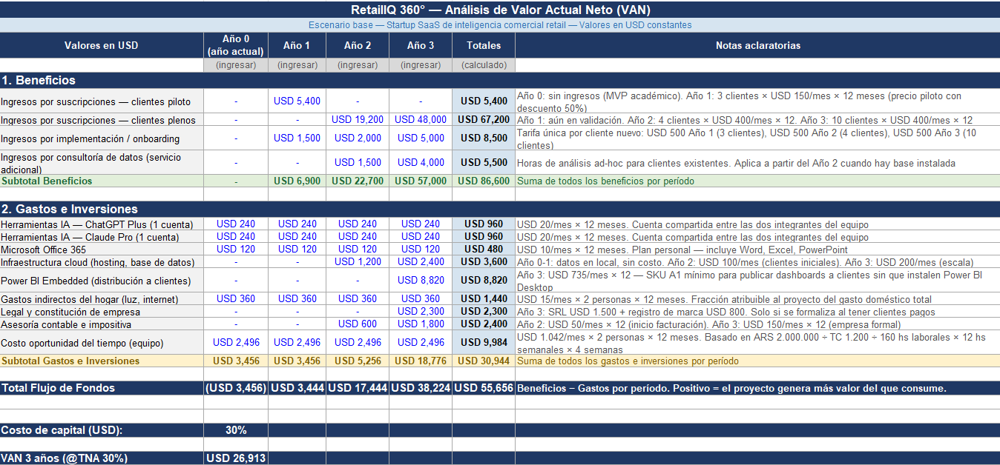 RetailIQ 360° — Análisis de Valor Actual Neto (VAN)
Escenario base — Startup SaaS de inteligencia comercial retail — Valores en USD constantes
Valores en USD Año 0 (año actual) Año 1 Año 2 Año 3 Totales Notas aclaratorias
(ingresar) (ingresar) (ingresar) (ingresar) (calculado)
1. Beneficios
Ingresos por suscripciones — clientes piloto - USD 5,400 - - USD 5,400 Año 0: sin ingresos (MVP académico). Año 1: 3 clientes × USD 150/mes × 12 meses (precio piloto con
descuento 50%)
Ingresos por suscripciones — clientes plenos - - USD 19,200 USD 48,000 USD 67,200 Año 1: aún en validación. Año 2: 4 clientes × USD 400/mes × 12. Año 3: 10 clientes × USD 400/mes × 12
Ingresos por implementación / onboarding - USD 1,500 USD 2,000 USD 5,000 USD 8,500 Tarifa única por cliente nuevo: USD 500 Año 1 (3 clientes), USD 500 Año 2 (4 clientes), USD 500 Año 3 (10
clientes)
Ingresos por consultoría de datos (servicio
adicional) - - USD 1,500 USD 4,000 USD 5,500 Horas de análisis ad-hoc para clientes existentes. Aplica a partir del Año 2 cuando hay base instalada
Subtotal Beneficios - USD 6,900 USD 22,700 USD 57,000 USD 86,600 Suma de todos los beneficios por período
2. Gastos e Inversiones
Herramientas IA — ChatGPT Plus (1 cuenta) USD 240 USD 240 USD 240 USD 240 USD 960 USD 20/mes × 12 meses. Cuenta compartida entre las dos integrantes del equipo
Herramientas IA — Claude Pro (1 cuenta) USD 240 USD 240 USD 240 USD 240 USD 960 USD 20/mes × 12 meses. Cuenta compartida entre las dos integrantes del equipo
Microsoft Office 365 USD 120 USD 120 USD 120 USD 120 USD 480 USD 10/mes × 12 meses. Plan personal — incluye Word, Excel, PowerPoint
Infraestructura cloud (hosting, base de datos) - - USD 1,200 USD 2,400 USD 3,600 Año 0-1: datos en local, sin costo. Año 2: USD 100/mes (clientes iniciales). Año 3: USD 200/mes (escala)
Power BI Embedded (distribución a clientes) - - - USD 8,820 USD 8,820 Año 3: USD 735/mes × 12 — SKU A1 mínimo para publicar dashboards a clientes sin que instalen Power BI
Desktop
Gastos indirectos del hogar (luz, internet) USD 360 USD 360 USD 360 USD 360 USD 1,440 USD 15/mes × 2 personas × 12 meses. Fracción atribuible al proyecto del gasto doméstico total
Legal y constitución de empresa - - - USD 2,300 USD 2,300 Año 3: SRL USD 1.500 + registro de marca USD 800. Solo si se formaliza al tener clientes pagos
Asesoría contable e impositiva - - USD 600 USD 1,800 USD 2,400 Año 2: USD 50/mes × 12 (inicio facturación). Año 3: USD 150/mes × 12 (empresa formal)
Costo oportunidad del tiempo (equipo) USD 2,496 USD 2,496 USD 2,496 USD 2,496 USD 9,984 USD 1.042/mes × 2 personas × 12 meses. Basado en ARS 2.000.000 ÷ TC 1.200 ÷ 160 hs laborales × 12 hs
semanales × 4 semanas
Subtotal Gastos e Inversiones USD 3,456 USD 3,456 USD 5,256 USD 18,776 USD 30,944 Suma de todos los gastos e inversiones por período
Total Flujo de Fondos (USD 3,456) USD 3,444 USD 17,444 USD 38,224 USD 55,656 Beneficios − Gastos por período. Positivo = el proyecto genera más valor del que consume.
Costo de capital (USD): 30%
VAN 3 años (@TNA 30%) USD 26,913